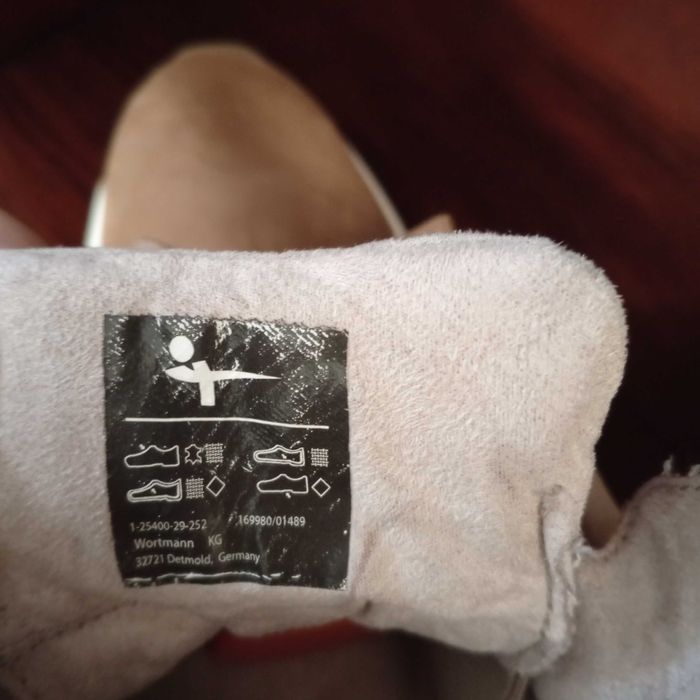 1-25400-29-252 169980/01489
Wortmann KG
32721 Detmold, Germany